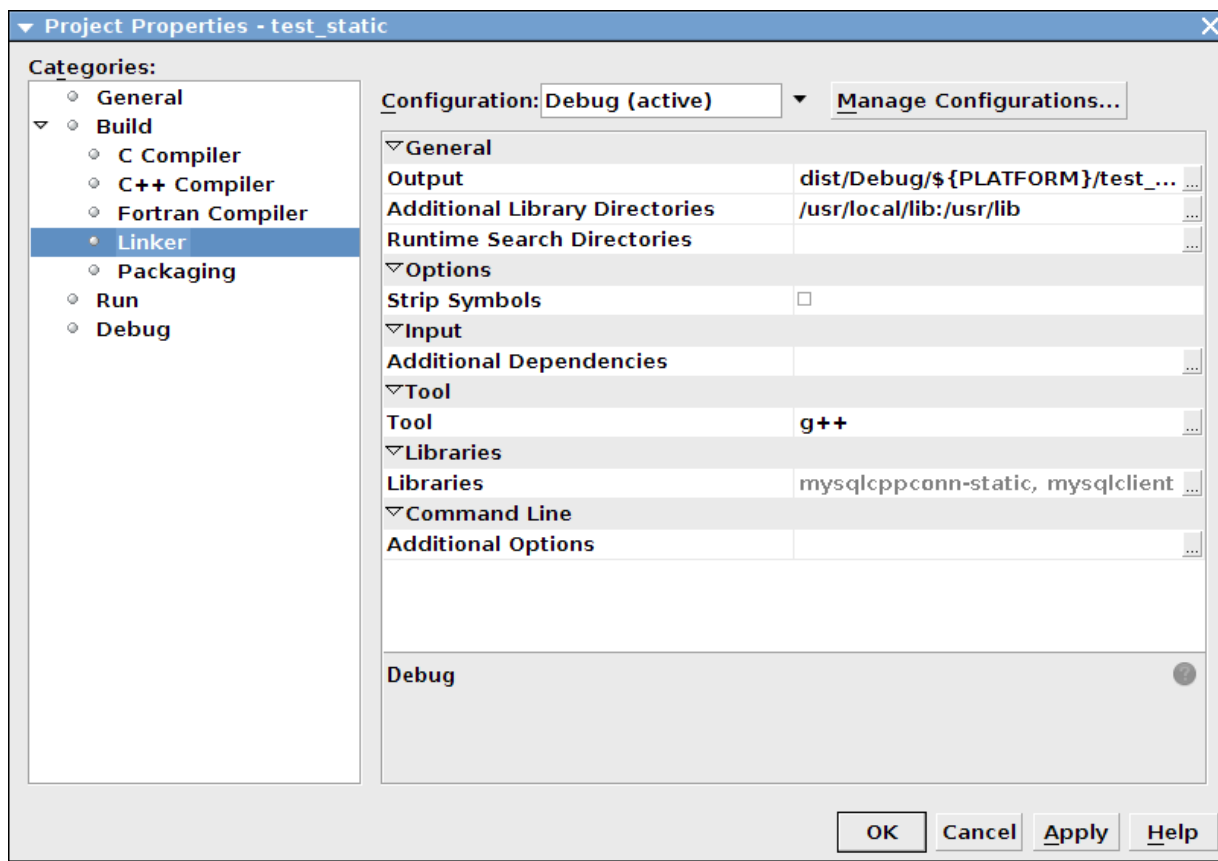 Project Properties - test_static
Categories:
General
Build
C Compiler
C++ Compiler
Fortran Compiler
Linker
Packaging
Run
Debug
Configuration: Debug (active) Manage Configurations...
General
Output dist/Debug/${PLATFORM}/test_... ...
Additional Library Directories /usr/local/lib:/usr/lib ...
Runtime Search Directories ...
Options
Strip Symbols
Input
Additional Dependencies ...
Tool
Tool g++ ...
Libraries
Libraries mysqlcppconn-static, mysqlclient ...
Command Line
Additional Options ...
Debug ?
OK Cancel Apply Help